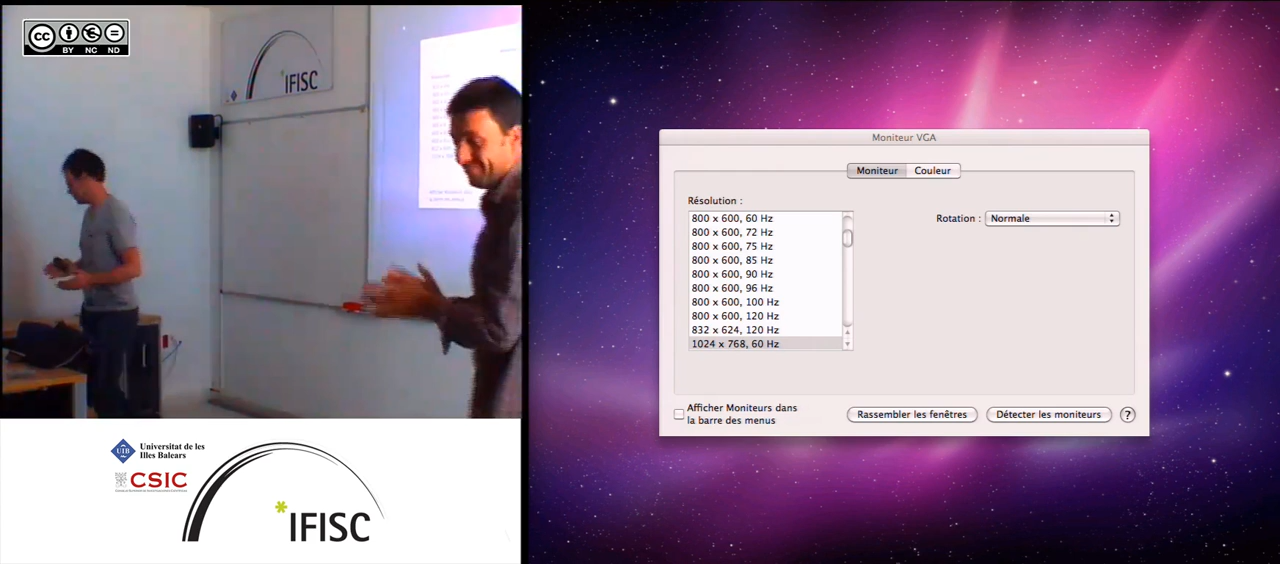 cc
BY NC ND
*IFISC
Universitat de les
Illes Balears
UIB
CSIC
*IFISC
Moniteur VGA
Moniteur Couleur
Résolution :
800 x 600, 60 Hz
800 x 600, 72 Hz
800 x 600, 75 Hz
800 x 600, 85 Hz
800 x 600, 90 Hz
800 x 600, 96 Hz
800 x 600, 100 Hz
800 x 600, 120 Hz
832 x 624, 120 Hz
1024 x 768, 60 Hz
Rotation : Normale
Afficher Moniteurs dans
la barre des menus
Rassembler les fenêtres
Détecter les moniteurs
?